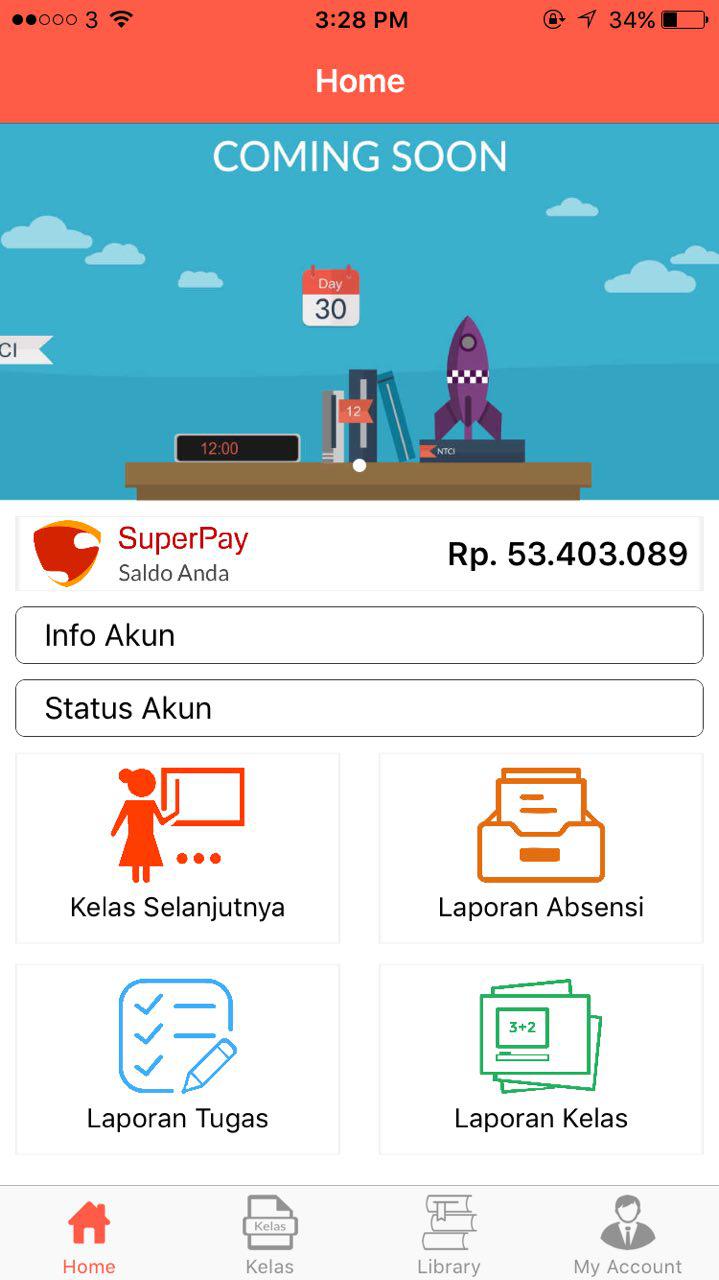 3 3:28 PM 34%
Home
COMING SOON
Day
30
CI
12
12:00
NTCI
SuperPay
Saldo Anda
Rp. 53.403.089
Info Akun
Status Akun
Kelas Selanjutnya
Laporan Absensi
3+2
Laporan Tugas
Laporan Kelas
Kelas
Home
Kelas
Library
My Account